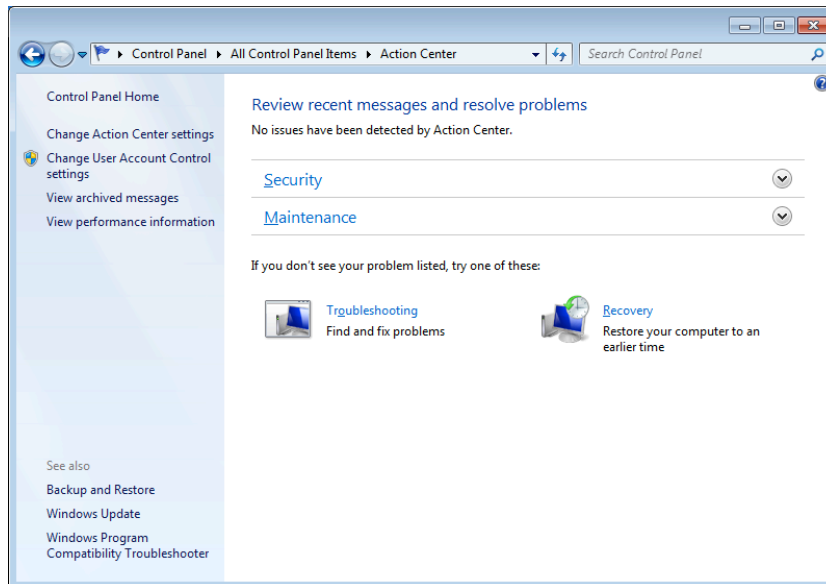 Control Panel ▸ All Control Panel Items ▸ Action Center
Search Control Panel
Control Panel Home
Change Action Center settings
Change User Account Control
settings
View archived messages
View performance information
Review recent messages and resolve problems
No issues have been detected by Action Center.
Security
Maintenance
If you don't see your problem listed, try one of these:
Troubleshooting
Find and fix problems
Recovery
Restore your computer to an
earlier time
See also
Backup and Restore
Windows Update
Windows Program
Compatibility Troubleshooter